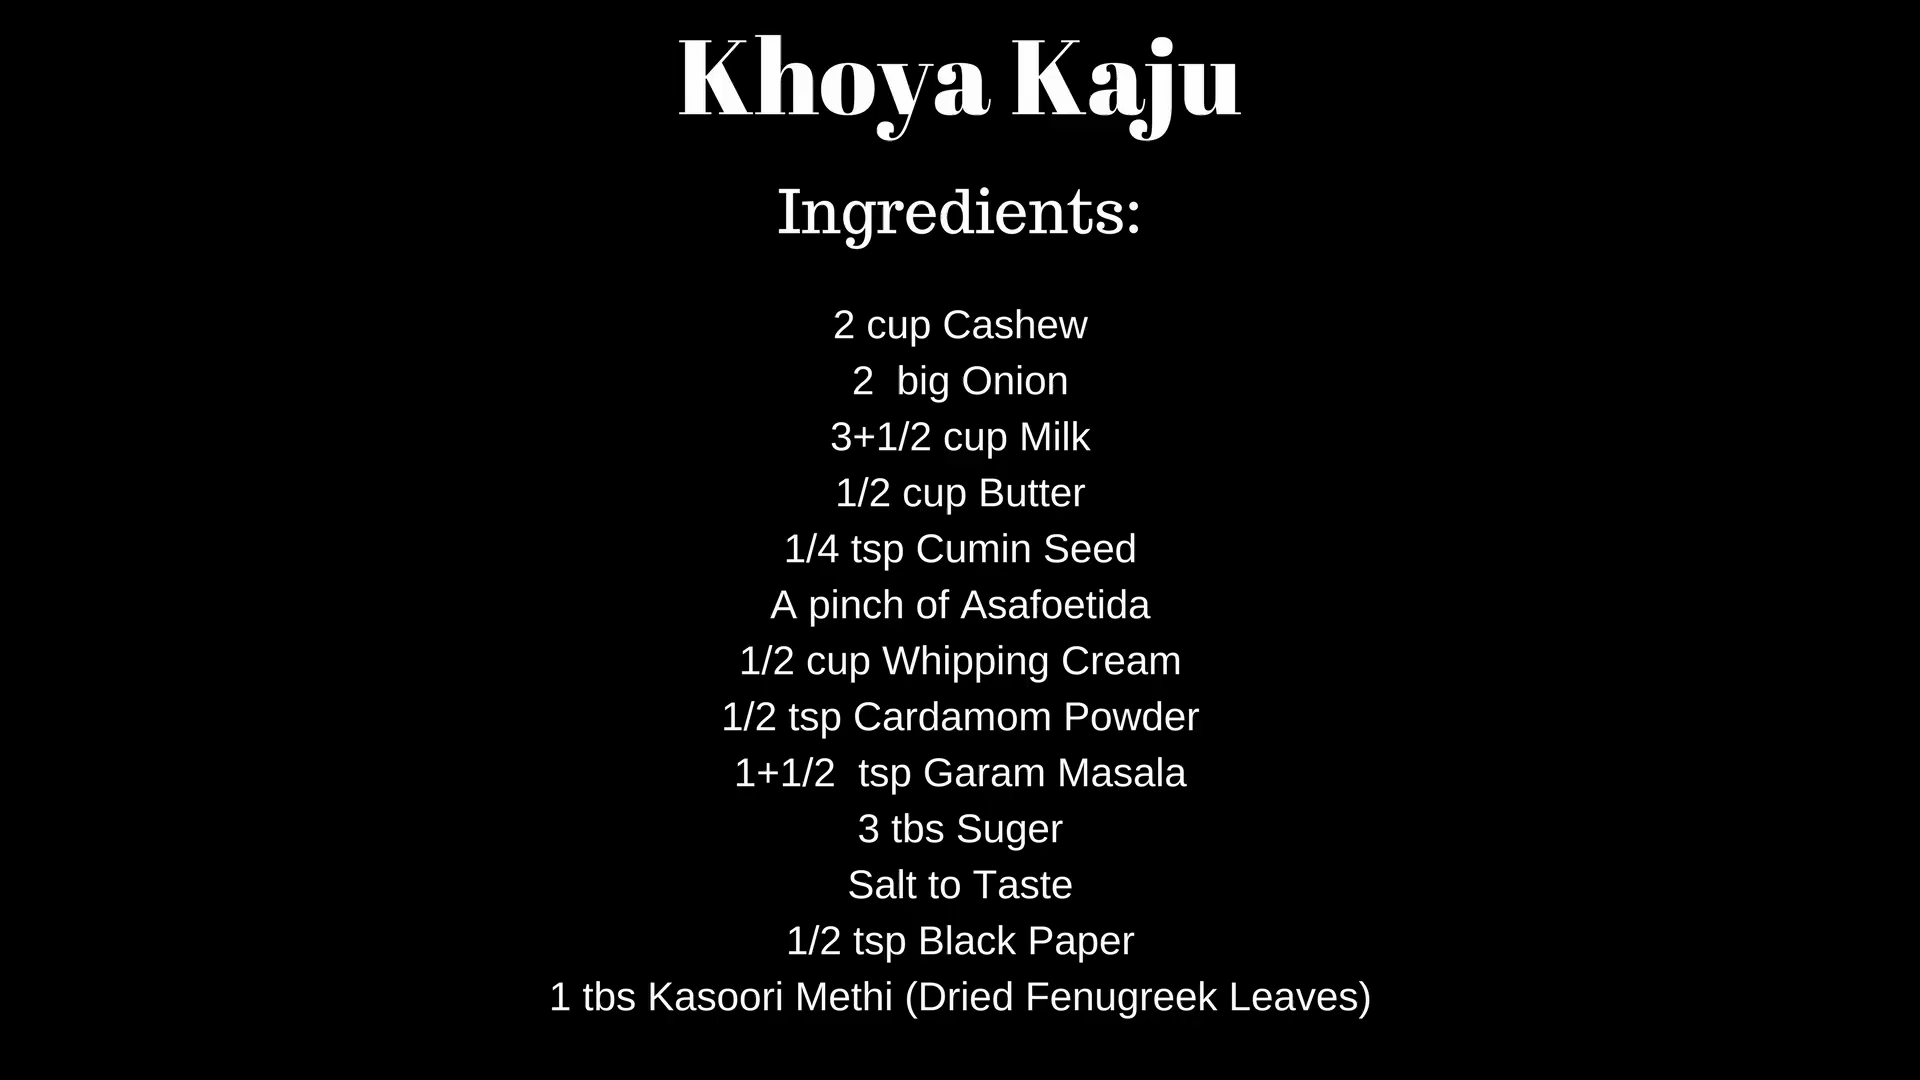 Khoya Kaju
Ingredients:
2 cup Cashew
2  big Onion
3+1/2 cup Milk
1/2 cup Butter
1/4 tsp Cumin Seed
A pinch of Asafoetida
1/2 cup Whipping Cream
1/2 tsp Cardamom Powder
1+1/2  tsp Garam Masala
3 tbs Suger
Salt to Taste
1/2 tsp Black Paper
1 tbs Kasoori Methi (Dried Fenugreek Leaves)